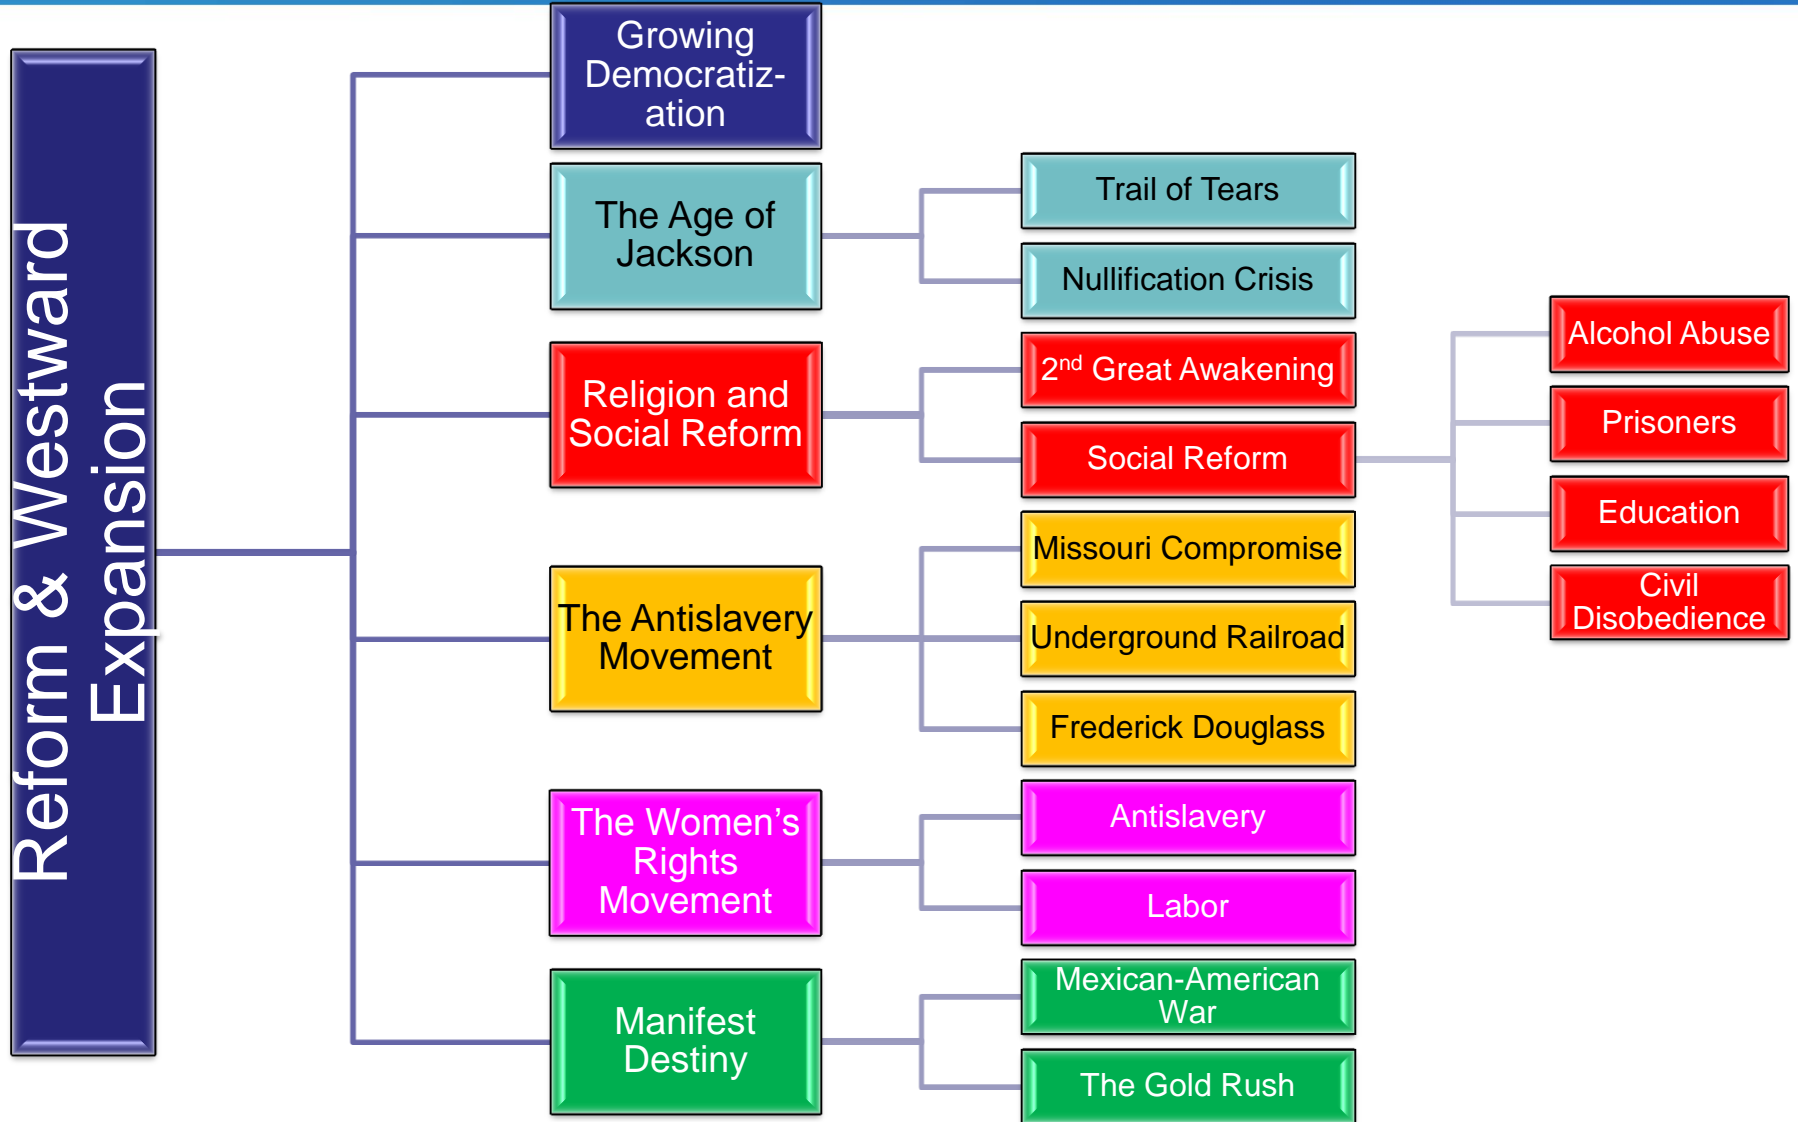 Reform & Westward
Expansion
Growing
Democratiz-
ation
The Age of
Jackson
Trail of Tears
Nullification Crisis
Religion and
Social Reform
2nd Great Awakening
Social Reform
Alcohol Abuse
Prisoners
Education
Civil
Disobedience
The Antislavery
Movement
Missouri Compromise
Underground Railroad
Frederick Douglass
The Women’s
Rights
Movement
Antislavery
Labor
Manifest
Destiny
Mexican-American
War
The Gold Rush